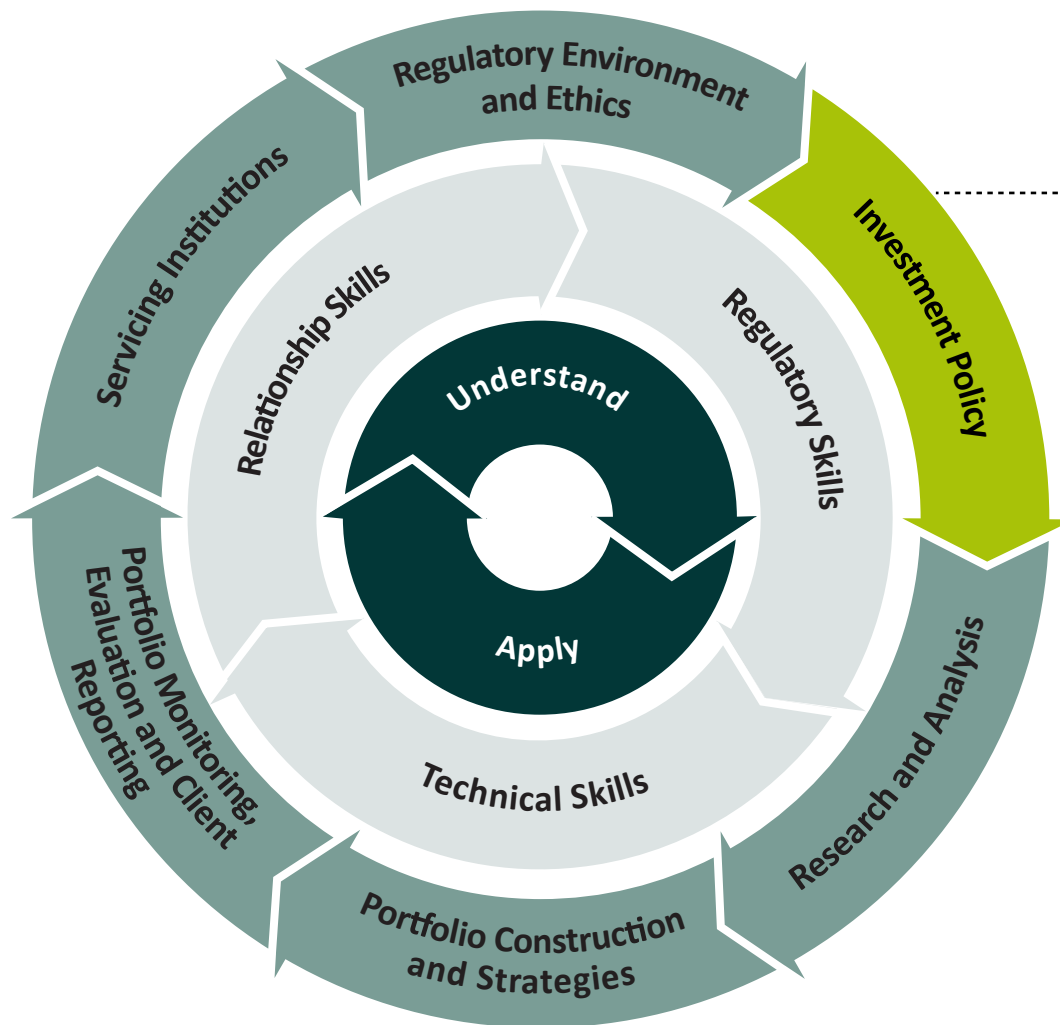 Regulatory Environment
and Ethics
Investment Policy
Research and Analysis
Portfolio Construction
and Strategies
Portfolio Monitoring,
Evaluation and Client
Reporting
Servicing Institutions
Relationship Skills
Regulatory Skills
Technical Skills
Understand
Apply